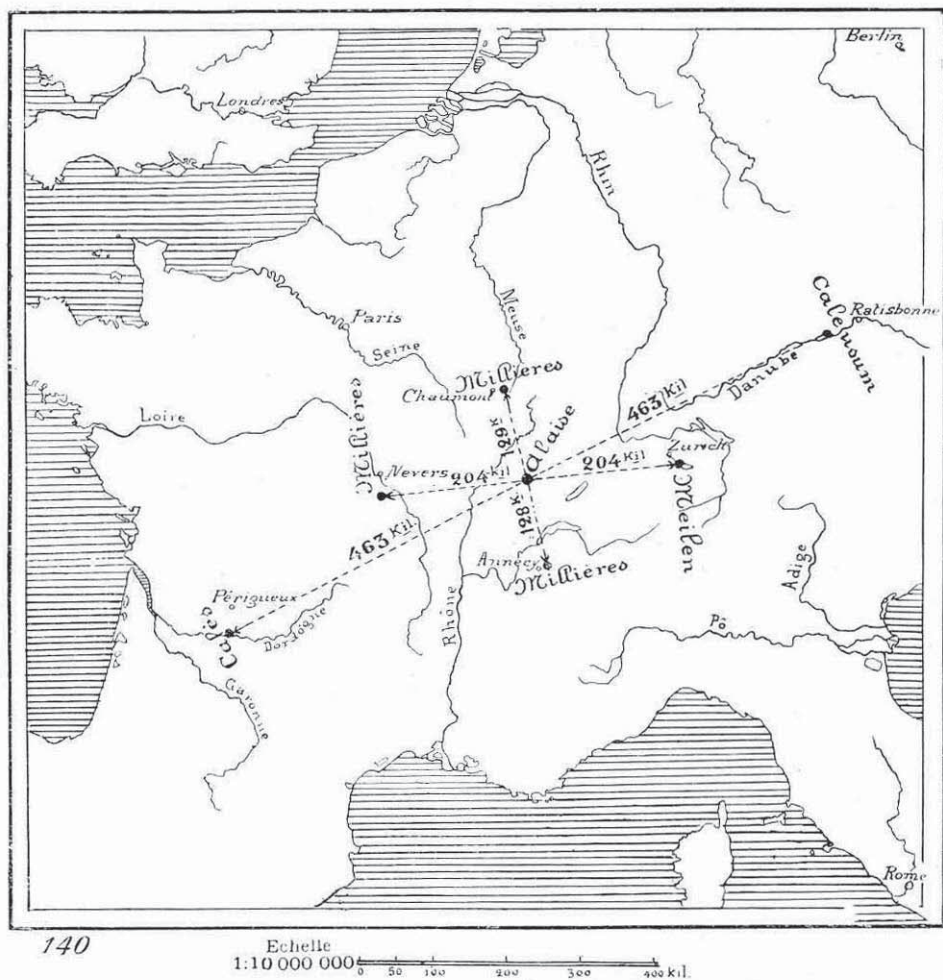 Berlin
Londres
Rhin
Meuse
Calenoum
Ratisbonne
Danube
Paris
Seine
Millières
Chaumont
Loire
Millières
Nevers
129 K
Alaise
463 Kil
Zurich
204 Kil
204 Kil
Meilen
463 Kil.
128 K.
Annecy
Millières
Adige
Périgueux
Calès
Dordogne
Rhône
Pô
Garonne
Rome
140
Echelle
1:10 000 000
0 50 100 200 300 400 kil.